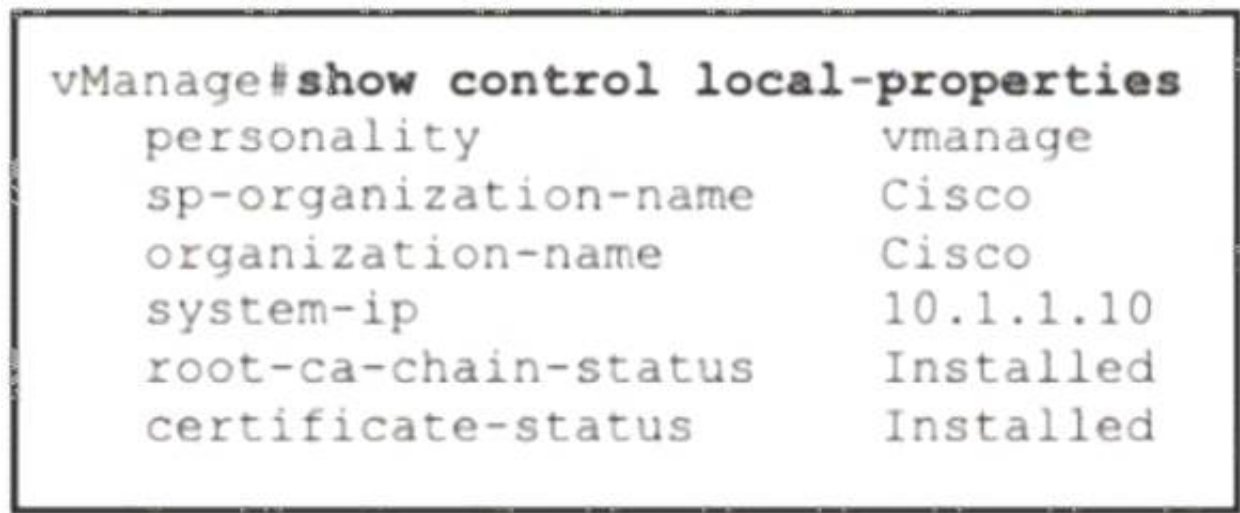 vManage#show control local-properties
personality vmanage
sp-organization-name Cisco
organization-name Cisco
system-ip 10.1.1.10
root-ca-chain-status Installed
certificate-status Installed